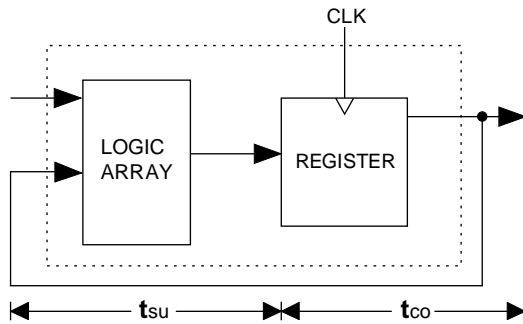 CLK
LOGIC
ARRAY
REGISTER
tsu
tco